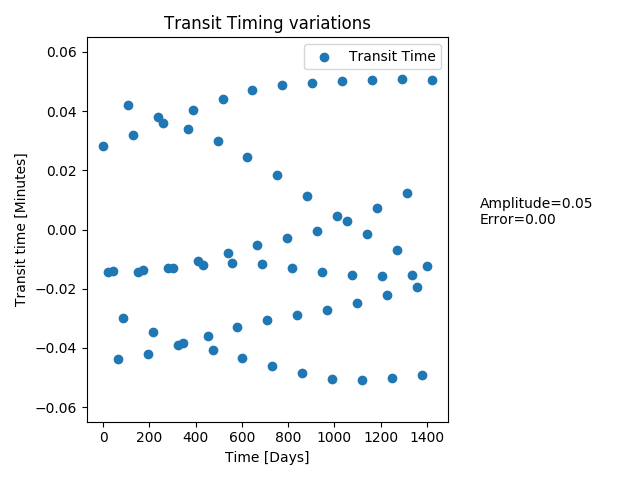 Transit Timing variations
Transit Time
0.06
0.04
0.02
0.00
−0.02
−0.04
−0.06
Transit time [Minutes]
Amplitude=0.05
Error=0.00
0 200 400 600 800 1000 1200 1400
Time [Days]